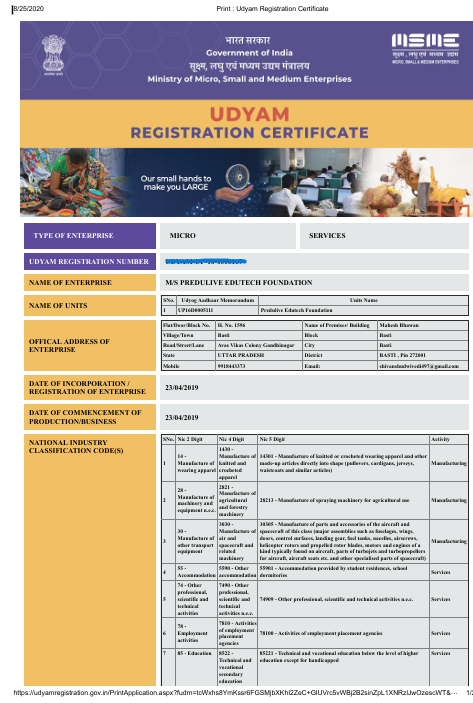 8/25/2020
Print : Udyam Registration Certificate
भारत सरकार
Government of India
सूक्ष्म, लघु एवं मध्यम उद्यम मंत्रालय
Ministry of Micro, Small and Medium Enterprises
MSME
सूक्ष्म, लघु एवं मध्यम उद्यम
MICRO, SMALL & MEDIUM ENTERPRISES
UDYAM
REGISTRATION CERTIFICATE
Our small hands to
make you LARGE
TYPE OF ENTERPRISE
MICRO
SERVICES
UDYAM REGISTRATION NUMBER
NAME OF ENTERPRISE
M/S PREDULIVE EDUTECH FOUNDATION
NAME OF UNITS
SNo. Udyog Aadhaar Memorandum Units Name
1 UP16D0005111 Predulive Edutech Foundation
OFFICAL ADDRESS OF
ENTERPRISE
Flat/Door/Block No. H. No. 1596 Name of Premises/ Building Mahesh Bhawan
Village/Town Basti Block Basti
Road/Street/Lane Avas Vikas Colony Gandhinagar City Basti
State UTTAR PRADESH District BASTI , Pin 272001
Mobile 9918443373 Email: shivanshudwivedi497@gmail.com
DATE OF INCORPORATION /
REGISTRATION OF ENTERPRISE
23/04/2019
DATE OF COMMENCEMENT OF
PRODUCTION/BUSINESS
23/04/2019
NATIONAL INDUSTRY
CLASSIFICATION CODE(S)
SNo. Nic 2 Digit Nic 4 Digit Nic 5 Digit Activity
1
14 -
Manufacture of
wearing apparel
1430 -
Manufacture of
knitted and
crocheted
apparel
14301 - Manufacture of knitted or crocheted wearing apparel and other
made-up articles directly into shape (pullovers, cardigans, jerseys,
waistcoats and similar articles)
Manufacturing
2
28 -
Manufacture of
machinery and
equipment n.e.c.
2821 -
Manufacture of
agricultural
and forestry
machinery
28213 - Manufacture of spraying machinery for agricultural use
Manufacturing
3
30 -
Manufacture of
other transport
equipment
3030 -
Manufacture of
air and
spacecraft and
related
machinery
30305 - Manufacture of parts and accessories of the aircraft and
spacecraft of this class (major assemblies such as fuselages, wings,
doors, control surfaces, landing gear, fuel tanks, nacelles, airscrews,
helicopter rotors and propelled rotor blades, motors and engines of a
kind typically found on aircraft, parts of turbojets and turbopropellers
for aircraft, aircraft seats etc. and other specialised parts of spacecraft)
Manufacturing
4
55 -
Accommodation
5590 - Other
accommodation
55901 - Accommodation provided by student residences, school
dormitories
Services
5
74 - Other
professional,
scientific and
technical
activities
7490 - Other
professional,
scientific and
technical
activities n.e.c.
74909 - Other professional, scientific and technical activities n.e.c.
Services
6
78 -
Employment
activities
7810 - Activities
of employment
placement
agencies
78100 - Activities of employment placement agencies
Services
7
85 - Education
8522 -
Technical and
vocational
secondary
education
85221 - Technical and vocational education below the level of higher
education except for handicapped
Services